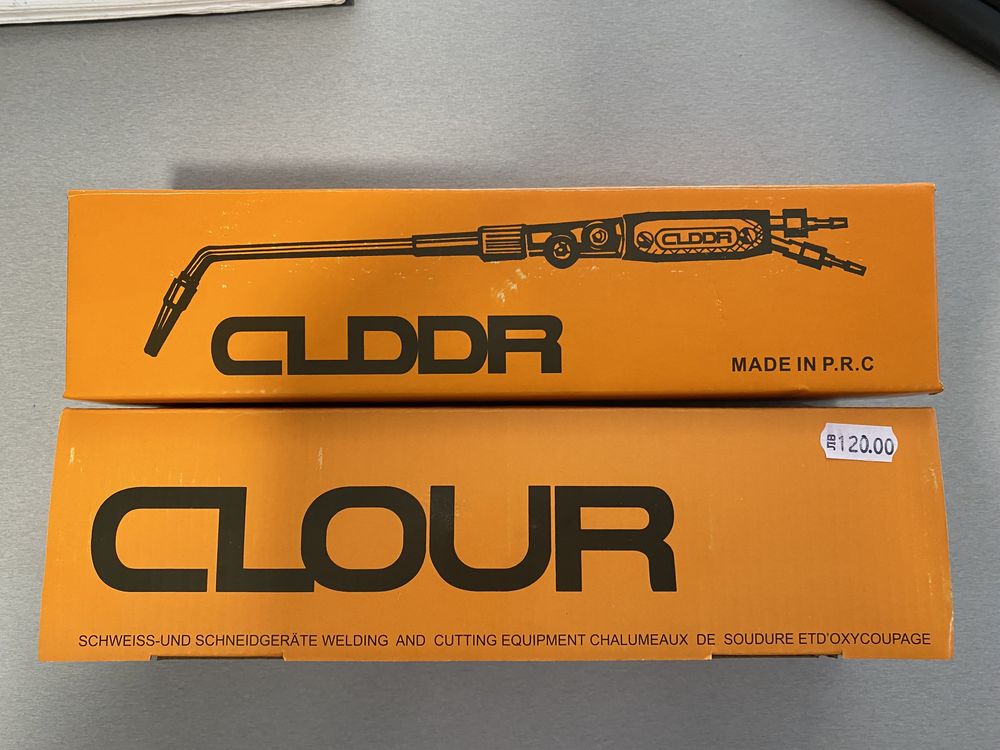 CLDDR
CLDDR
MADE IN P.R.C
ЛВ 120.00
CLOUR
SCHWEISS-UND SCHNEIDGERÄTE WELDING AND CUTTING EQUIPMENT CHALUMEAUX DE SOUDURE ETD'OXYCOUPAGE